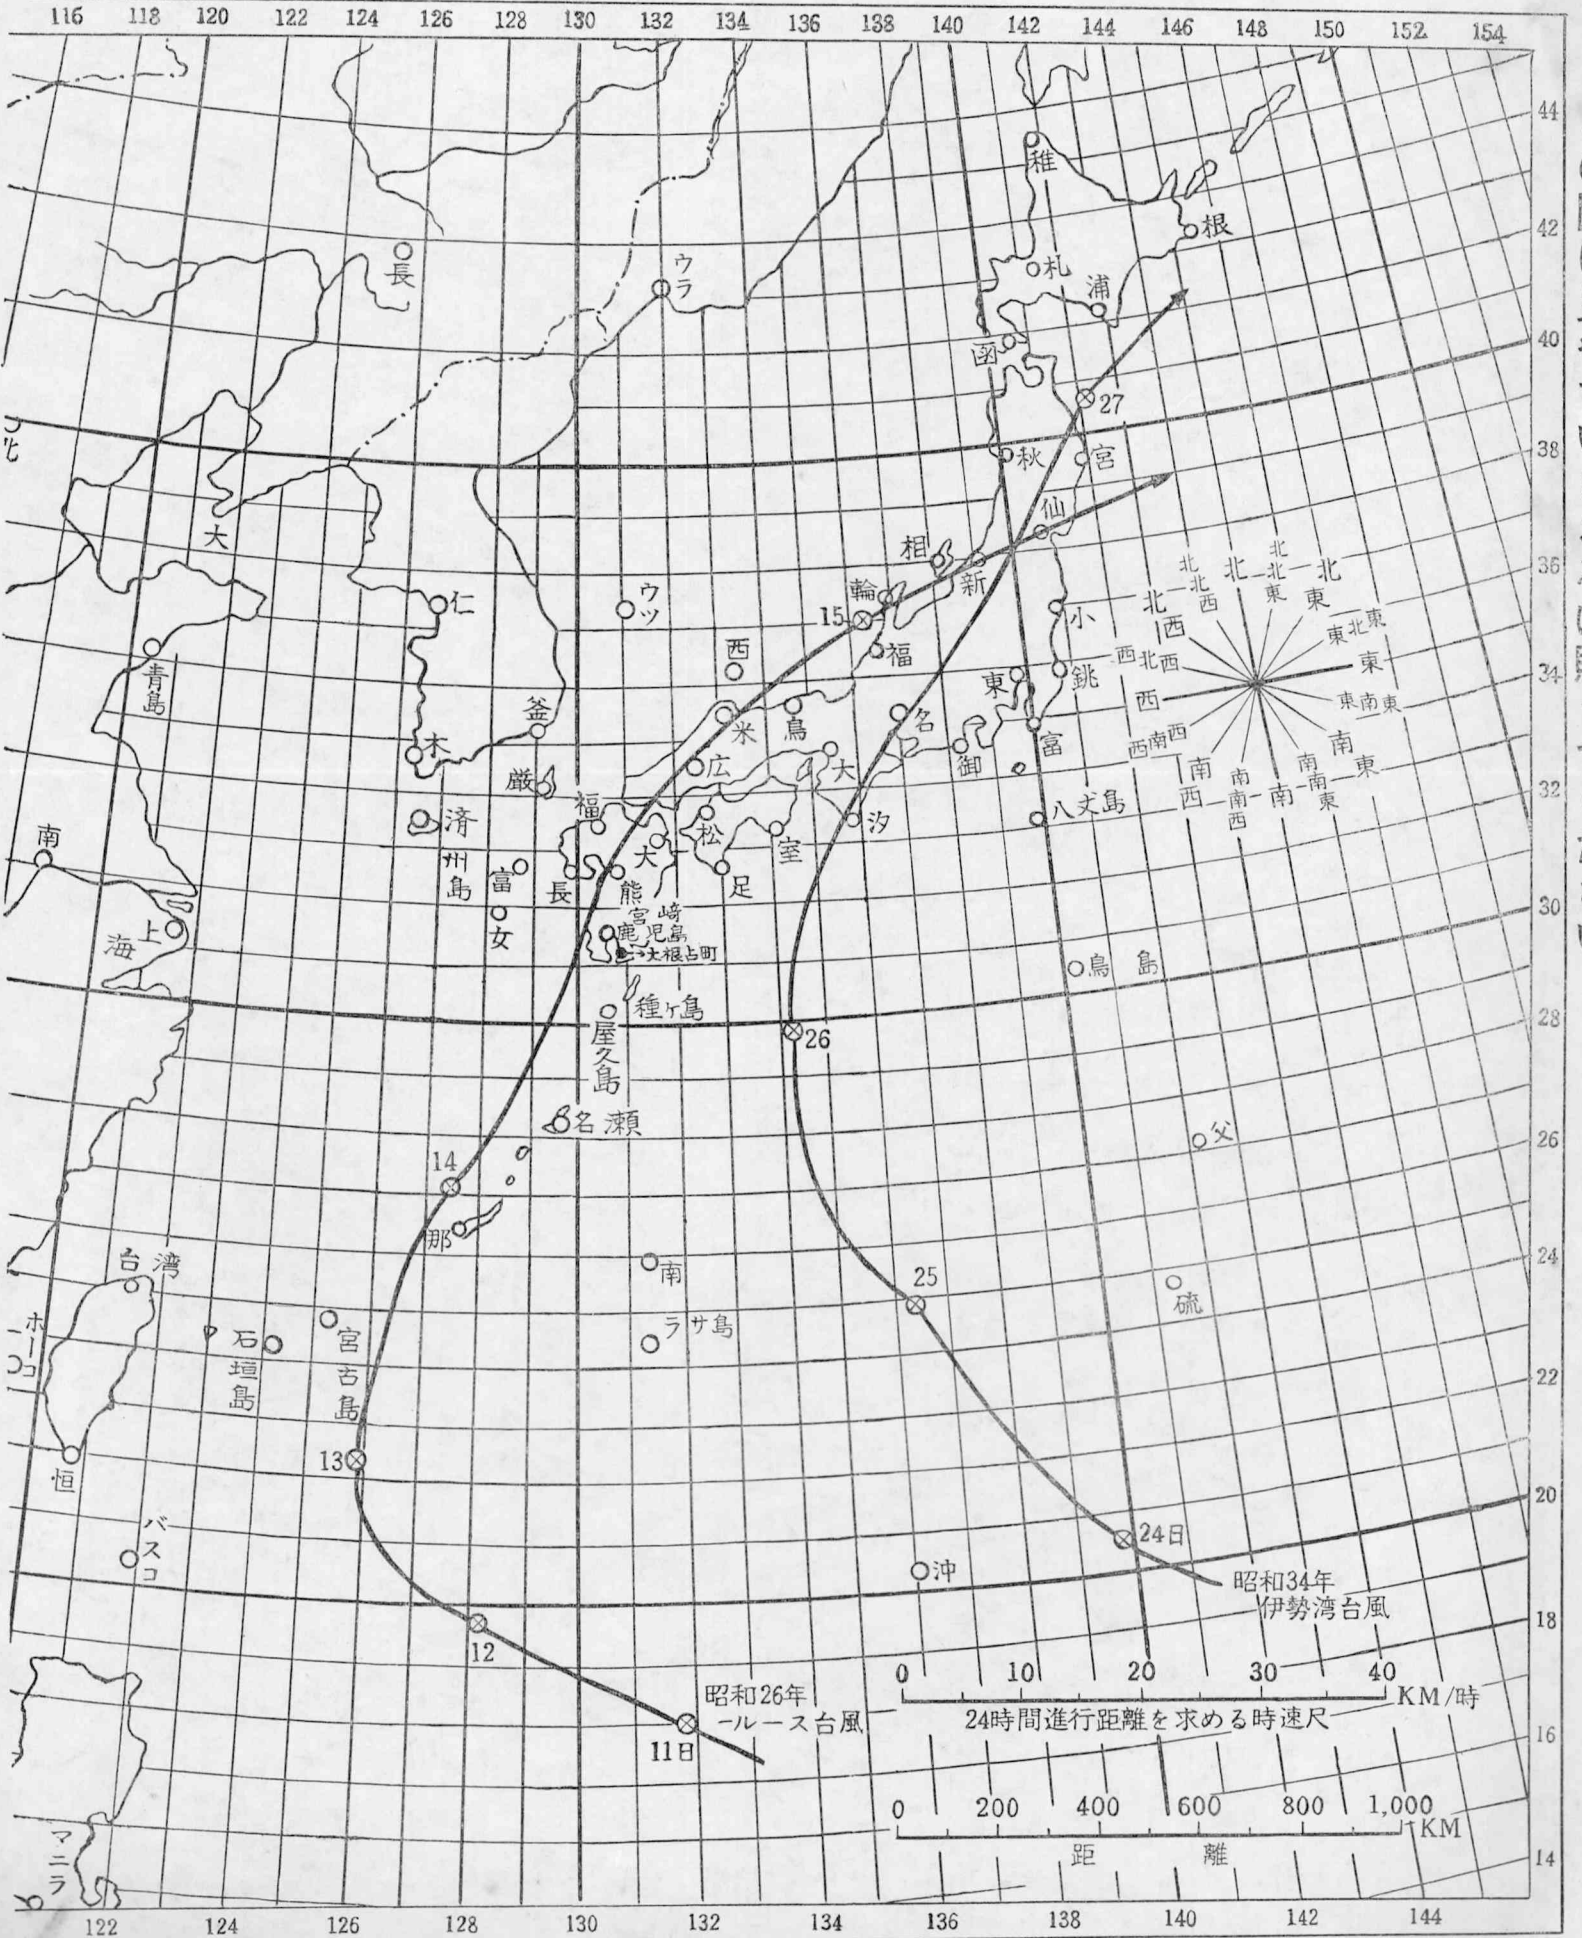 116 118 120 122 124 126 128 130 132 134 136 138 140 142 144 146 148 150 152 154
44
稚
42
根
ウラ
長
札
浦
40
函
27
38
秋
宮
大
仙
相
新
36
輪
仁
ウツ
15
小
福
西
北
北北東
北東
東北東
東
東南東
南東
南南東
南
南南西
南西
西南西
西
西北西
北西
北北西
34
青島
東
銚
釜
米
鳥
名
富
木
広
大
御
厳
32
福
八丈島
済州島
松
汐
南
大
室
富
長
熊
足
女
宮崎
鹿児島
大根占町
30
上海
鳥島
種ヶ島
28
屋久島
26
名瀬
父
26
14
那
台湾
南
24
25
硫
ホーコ
石垣島
宮古島
ラサ島
22
13
恒
20
バスコ
24日
沖
昭和34年
伊勢湾台風
18
12
0 10 20 30 40
KM/時
24時間進行距離を求める時速尺
昭和26年
ールース台風
11日
16
0 200 400 600 800 1,000
KM
距離
マニラ
14
122 124 126 128 130 132 134 136 138 140 142 144